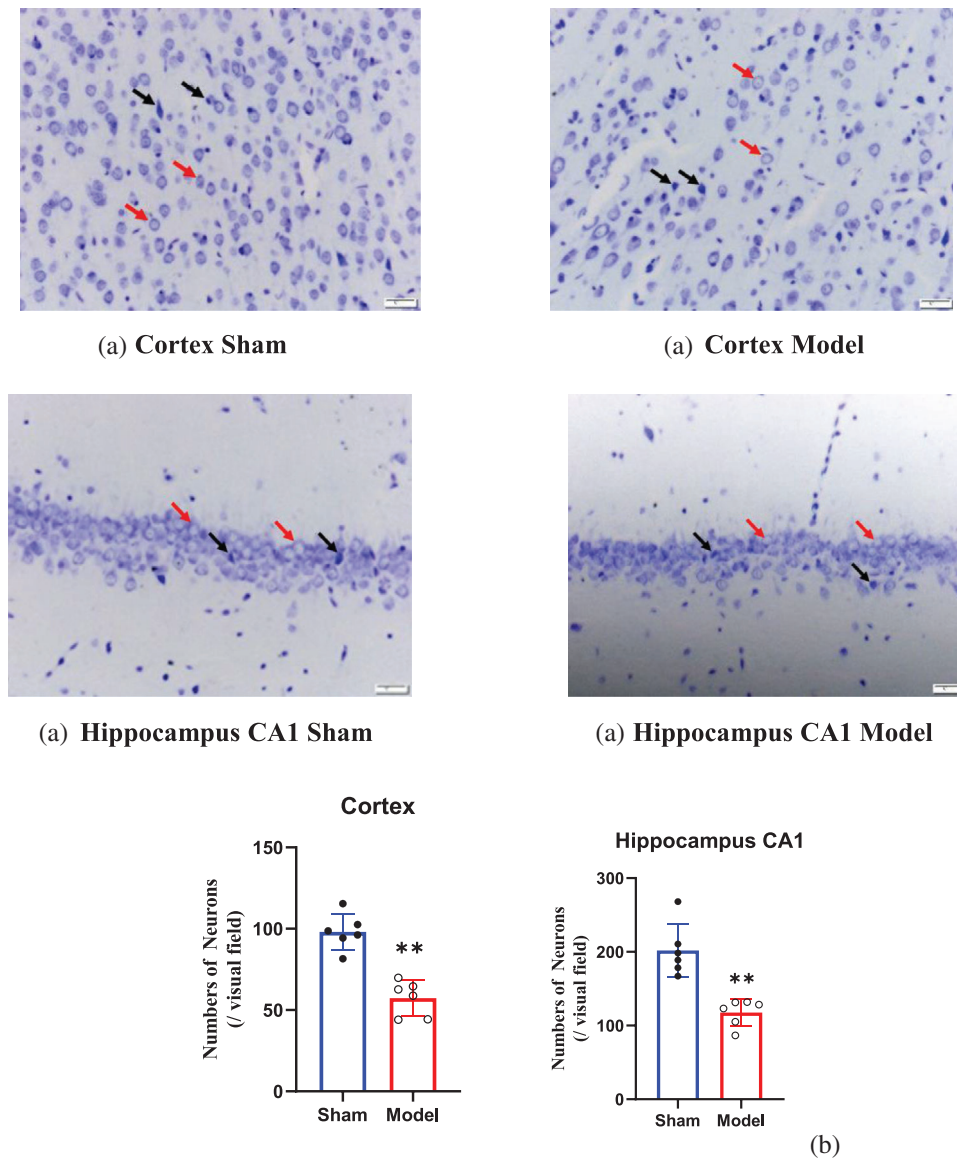 (a) Cortex Sham
(a) Cortex Model
(a) Hippocampus CA1 Sham
(a) Hippocampus CA1 Model
Cortex
Numbers of Neurons
(/ visual field)
150
100
50
0
**
Sham Model
Hippocampus CA1
Numbers of Neurons
(/ visual field)
300
200
100
0
**
Sham Model
(b)